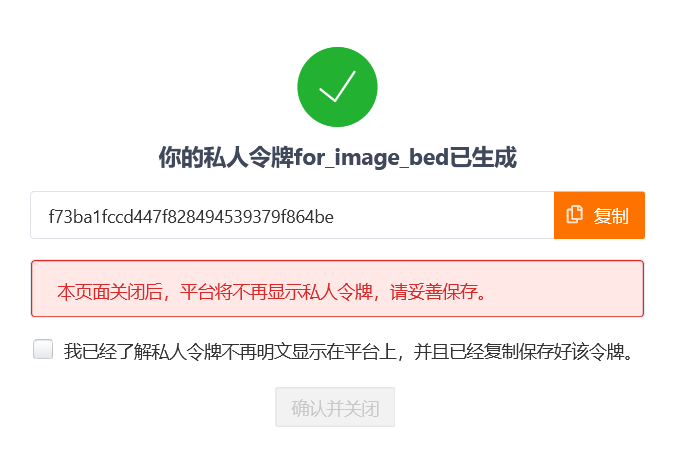 你的私人令牌for_image_bed已生成
f73ba1fccd447f828494539379f864be
复制
本页面关闭后，平台将不再显示私人令牌，请妥善保存。
我已经了解私人令牌不再明文显示在平台上，并且已经复制保存好该令牌。
确认并关闭